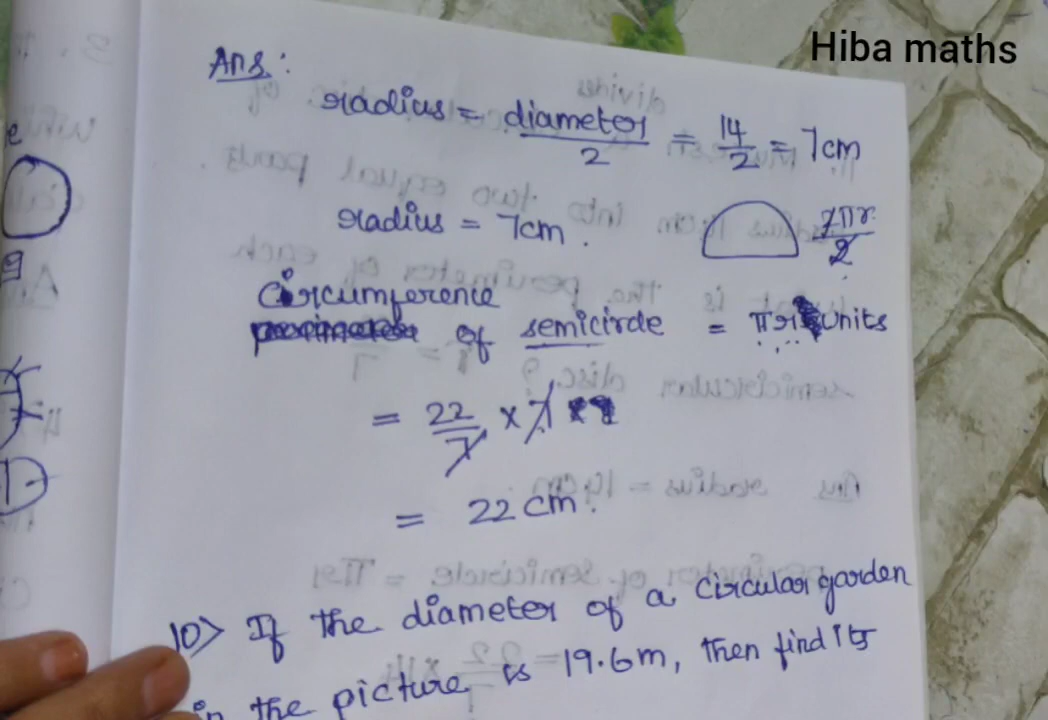 Hiba maths
Ans:
radius = diameter/2 = 14/2 = 7cm
radius = 7cm.
2πr/2
Circumference
of semicircle = πr units
= 22/7 × 7
= 22 cm.
10> If the diameter of a circular garden
in the picture is 19.6m, then find its